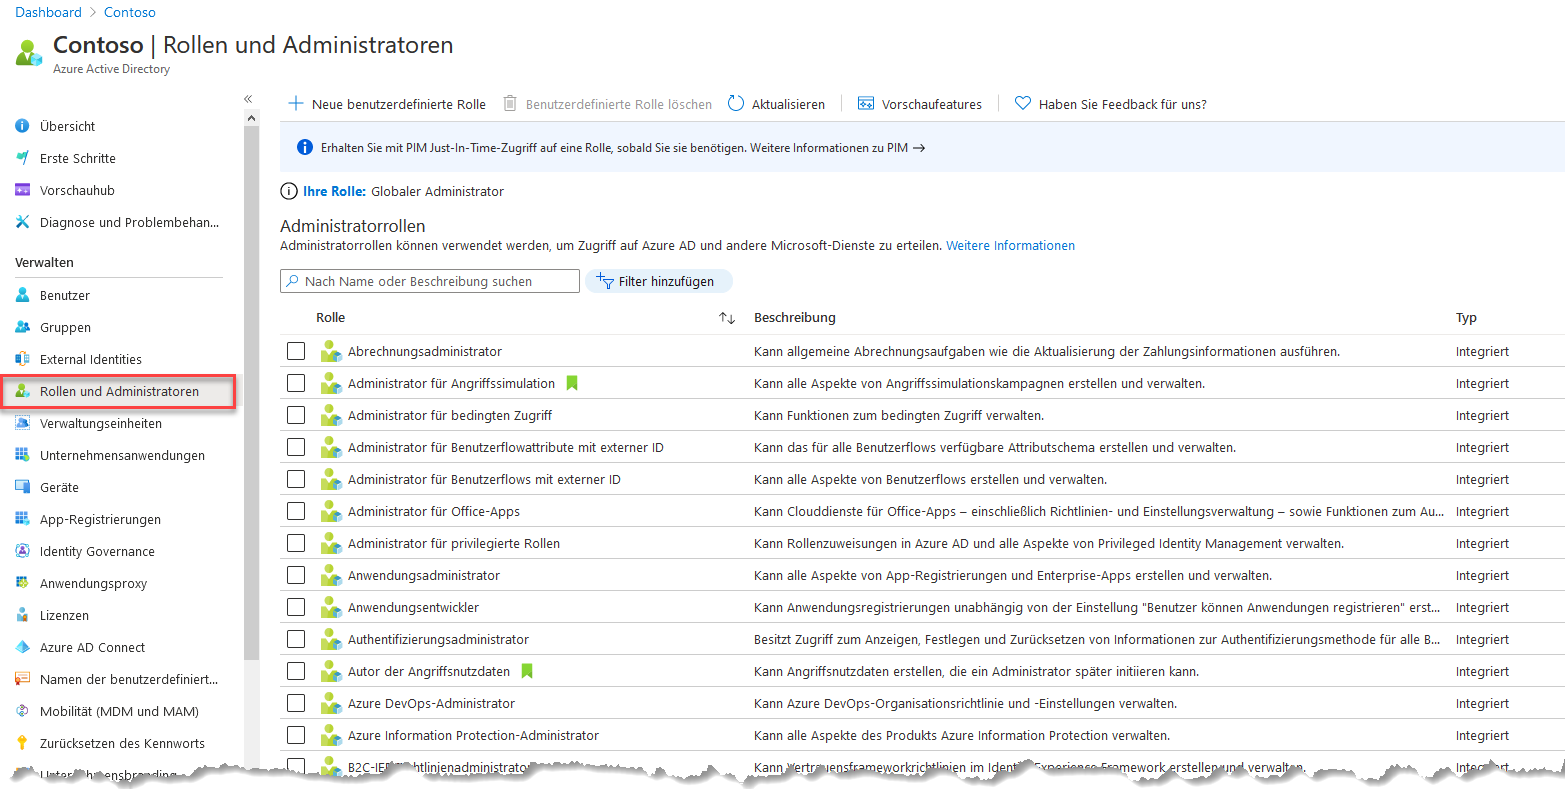 Dashboard > Contoso
Contoso | Rollen und Administratoren
Azure Active Directory
«
Übersicht
Erste Schritte
Vorschauhub
Diagnose und Problembehan...
Verwalten
Benutzer
Gruppen
External Identities
Rollen und Administratoren
Verwaltungseinheiten
Unternehmensanwendungen
Geräte
App-Registrierungen
Identity Governance
Anwendungsproxy
Lizenzen
Azure AD Connect
Namen der benutzerdefiniert...
Mobilität (MDM und MAM)
Zurücksetzen des Kennworts
Unternehmensbranding
Neue benutzerdefinierte Rolle Benutzerdefinierte Rolle löschen Aktualisieren Vorschaufeatures Haben Sie Feedback für uns?
Erhalten Sie mit PIM Just-In-Time-Zugriff auf eine Rolle, sobald Sie sie benötigen. Weitere Informationen zu PIM →
Ihre Rolle: Globaler Administrator
Administratorrollen
Administratorrollen können verwendet werden, um Zugriff auf Azure AD und andere Microsoft-Dienste zu erteilen. Weitere Informationen
Nach Name oder Beschreibung suchen Filter hinzufügen
Rolle ↑↓ Beschreibung Typ
Abrechnungsadministrator Kann allgemeine Abrechnungsaufgaben wie die Aktualisierung der Zahlungsinformationen ausführen. Integriert
Administrator für Angriffssimulation Kann alle Aspekte von Angriffssimulationskampagnen erstellen und verwalten. Integriert
Administrator für bedingten Zugriff Kann Funktionen zum bedingten Zugriff verwalten. Integriert
Administrator für Benutzerflowattribute mit externer ID Kann das für alle Benutzerflows verfügbare Attributschema erstellen und verwalten. Integriert
Administrator für Benutzerflows mit externer ID Kann alle Aspekte von Benutzerflows erstellen und verwalten. Integriert
Administrator für Office-Apps Kann Clouddienste für Office-Apps – einschließlich Richtlinien- und Einstellungsverwaltung – sowie Funktionen zum Au... Integriert
Administrator für privilegierte Rollen Kann Rollenzuweisungen in Azure AD und alle Aspekte von Privileged Identity Management verwalten. Integriert
Anwendungsadministrator Kann alle Aspekte von App-Registrierungen und Enterprise-Apps erstellen und verwalten. Integriert
Anwendungsentwickler Kann Anwendungsregistrierungen unabhängig von der Einstellung "Benutzer können Anwendungen registrieren" erst... Integriert
Authentifizierungsadministrator Besitzt Zugriff zum Anzeigen, Festlegen und Zurücksetzen von Informationen zur Authentifizierungsmethode für alle B... Integriert
Autor der Angriffsnutzdaten Kann Angriffsnutzdaten erstellen, die ein Administrator später initiieren kann. Integriert
Azure DevOps-Administrator Kann Azure DevOps-Organisationsrichtlinie und -Einstellungen verwalten. Integriert
Azure Information Protection-Administrator Kann alle Aspekte des Produkts Azure Information Protection verwalten. Integriert
B2C-IEF-Richtlinienadministrator Kann Vertrauensframeworkrichtlinien im Identity Experience Framework erstellen und verwalten. Integriert